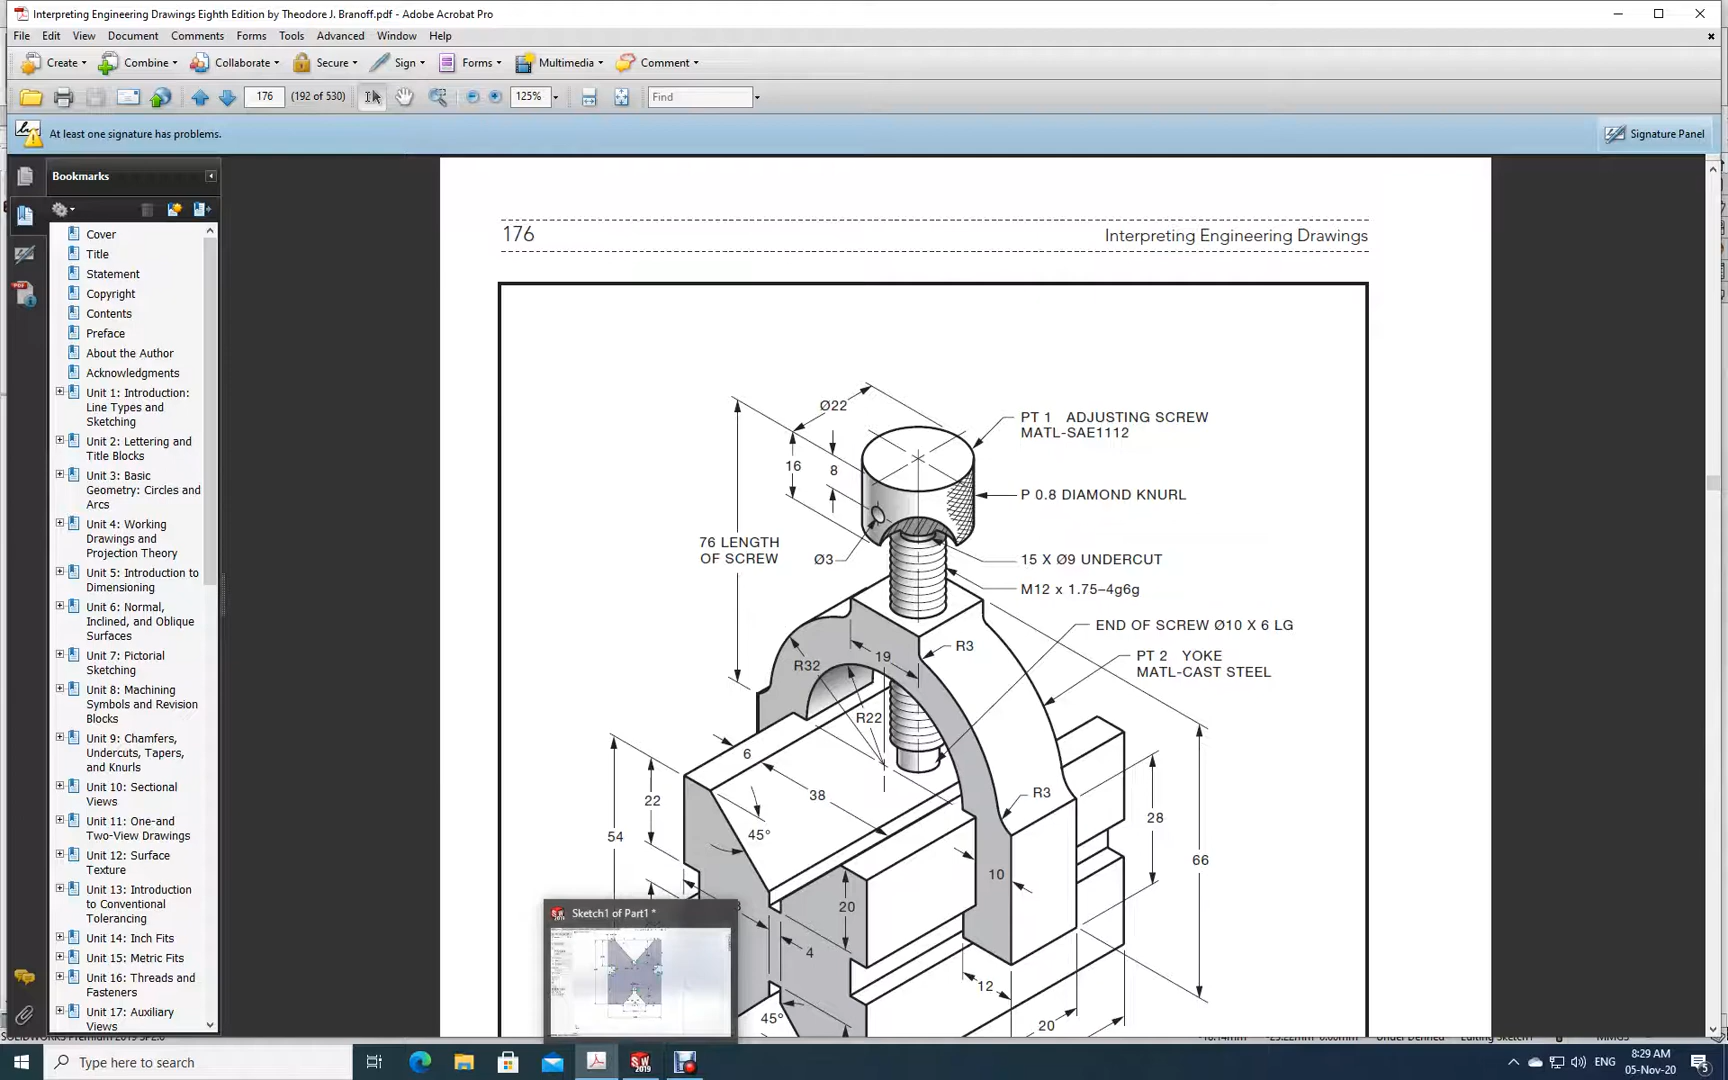 Interpreting Engineering Drawings Eighth Edition by Theodore J. Branoff.pdf - Adobe Acrobat Pro
File Edit View Document Comments Forms Tools Advanced Window Help
Create Combine Collaborate Secure Sign Forms Multimedia Comment
176 (192 of 530) 125% Find
At least one signature has problems. Signature Panel
Bookmarks
Cover
Title
Statement
Copyright
Contents
Preface
About the Author
Acknowledgments
Unit 1: Introduction:
Line Types and
Sketching
Unit 2: Lettering and
Title Blocks
Unit 3: Basic
Geometry: Circles and
Arcs
Unit 4: Working
Drawings and
Projection Theory
Unit 5: Introduction to
Dimensioning
Unit 6: Normal,
Inclined, and Oblique
Surfaces
Unit 7: Pictorial
Sketching
Unit 8: Machining
Symbols and Revision
Blocks
Unit 9: Chamfers,
Undercuts, Tapers,
and Knurls
Unit 10: Sectional
Views
Unit 11: One-and
Two-View Drawings
Unit 12: Surface
Texture
Unit 13: Introduction
to Conventional
Tolerancing
Unit 14: Inch Fits
Unit 15: Metric Fits
Unit 16: Threads and
Fasteners
Unit 17: Auxiliary
Views
176 Interpreting Engineering Drawings
Ø22
PT 1 ADJUSTING SCREW
MATL-SAE1112
16
8
P 0.8 DIAMOND KNURL
76 LENGTH
OF SCREW
Ø3
15 X Ø9 UNDERCUT
M12 x 1.75–4g6g
END OF SCREW Ø10 X 6 LG
R3
19
R32
PT 2 YOKE
MATL-CAST STEEL
R22
6
38
22
R3
28
54
45°
66
10
20
4
12
45°
20
Sketch1 of Part1 *
Under Defined Editing Sketch1 MMGS
Type here to search
SW
2019
ENG
8:29 AM
05-Nov-20
5